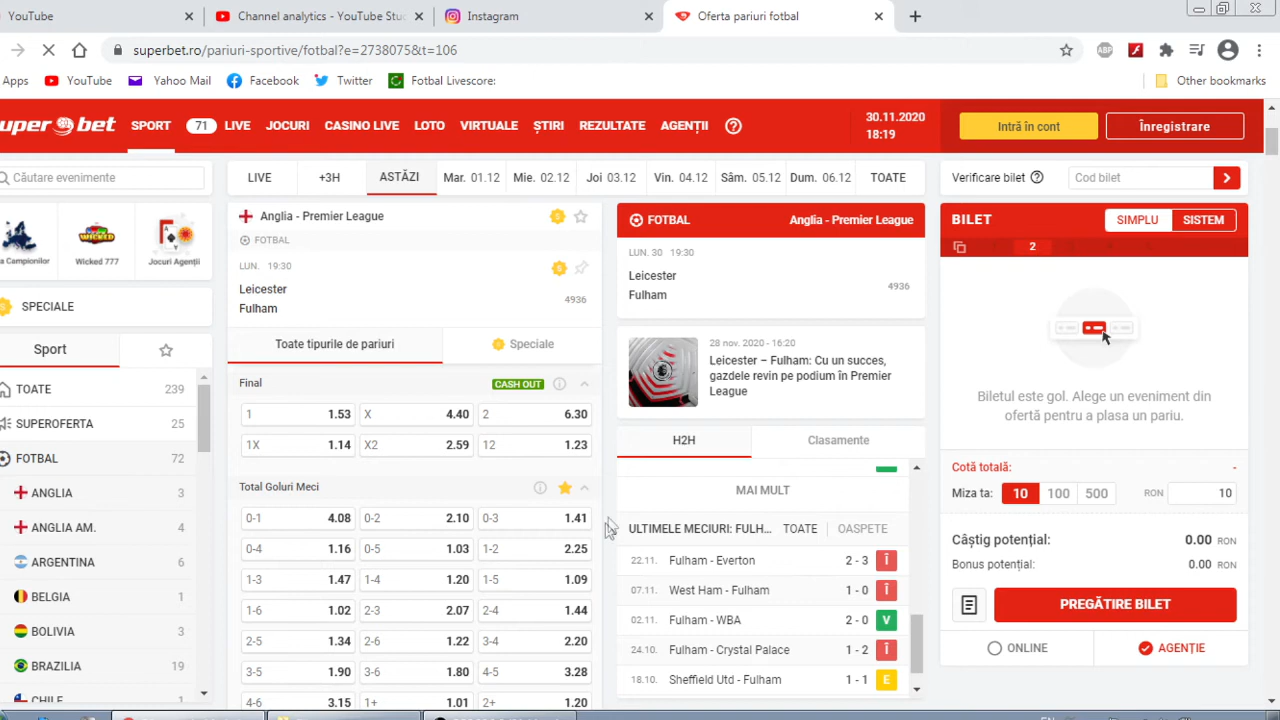 YouTube
Channel analytics - YouTube Stu
Instagram
Oferta pariuri fotbal
superbet.ro/pariuri-sportive/fotbal?e=2738075&t=106
ABP
Apps
YouTube
Yahoo Mail
Facebook
Twitter
Fotbal Livescore:
Other bookmarks
uper bet
SPORT
71
LIVE
JOCURI
CASINO LIVE
LOTO
VIRTUALE
ȘTIRI
REZULTATE
AGENȚII
30.11.2020
18:19
Intră în cont
Înregistrare
Căutare evenimente
LIVE
+3H
ASTĂZI
Mar. 01.12
Mie. 02.12
Joi 03.12
Vin. 04.12
Sâm. 05.12
Dum. 06.12
TOATE
Verificare bilet
Cod bilet
a Campionilor
WICKED
Wicked 777
Jocuri Agenții
SPECIALE
Sport
TOATE 239
SUPEROFERTA 25
FOTBAL 72
ANGLIA 3
ANGLIA AM. 4
ARGENTINA 6
BELGIA 1
BOLIVIA 3
BRAZILIA 19
CHILE 1
Anglia - Premier League
FOTBAL
LUN. 19:30
Leicester
Fulham
4936
Toate tipurile de pariuri
Speciale
Final
CASH OUT
1 1.53 X 4.40 2 6.30
1X 1.14 X2 2.59 12 1.23
Total Goluri Meci
0-1 4.08 0-2 2.10 0-3 1.41
0-4 1.16 0-5 1.03 1-2 2.25
1-3 1.47 1-4 1.20 1-5 1.09
1-6 1.02 2-3 2.07 2-4 1.44
2-5 1.34 2-6 1.22 3-4 2.20
3-5 1.90 3-6 1.80 4-5 3.28
4-6 3.15 1+ 1.01 2+ 1.20
FOTBAL
Anglia - Premier League
LUN. 30 19:30
Leicester
Fulham
4936
28 nov. 2020 - 16:20
Leicester – Fulham: Cu un succes,
gazdele revin pe podium în Premier
League
H2H
Clasamente
MAI MULT
ULTIMELE MECIURI: FULH...
TOATE
OASPETE
22.11. Fulham - Everton 2 - 3 Î
07.11. West Ham - Fulham 1 - 0 Î
02.11. Fulham - WBA 2 - 0 V
24.10. Fulham - Crystal Palace 1 - 2 Î
18.10. Sheffield Utd - Fulham 1 - 1 E
BILET
SIMPLU
SISTEM
2
Biletul este gol. Alege un eveniment din
ofertă pentru a plasa un pariu.
Cotă totală: -
Miza ta: 10 100 500 RON 10
Câștig potențial: 0.00 RON
Bonus potențial: 0.00 RON
PREGĂTIRE BILET
ONLINE
AGENȚIE